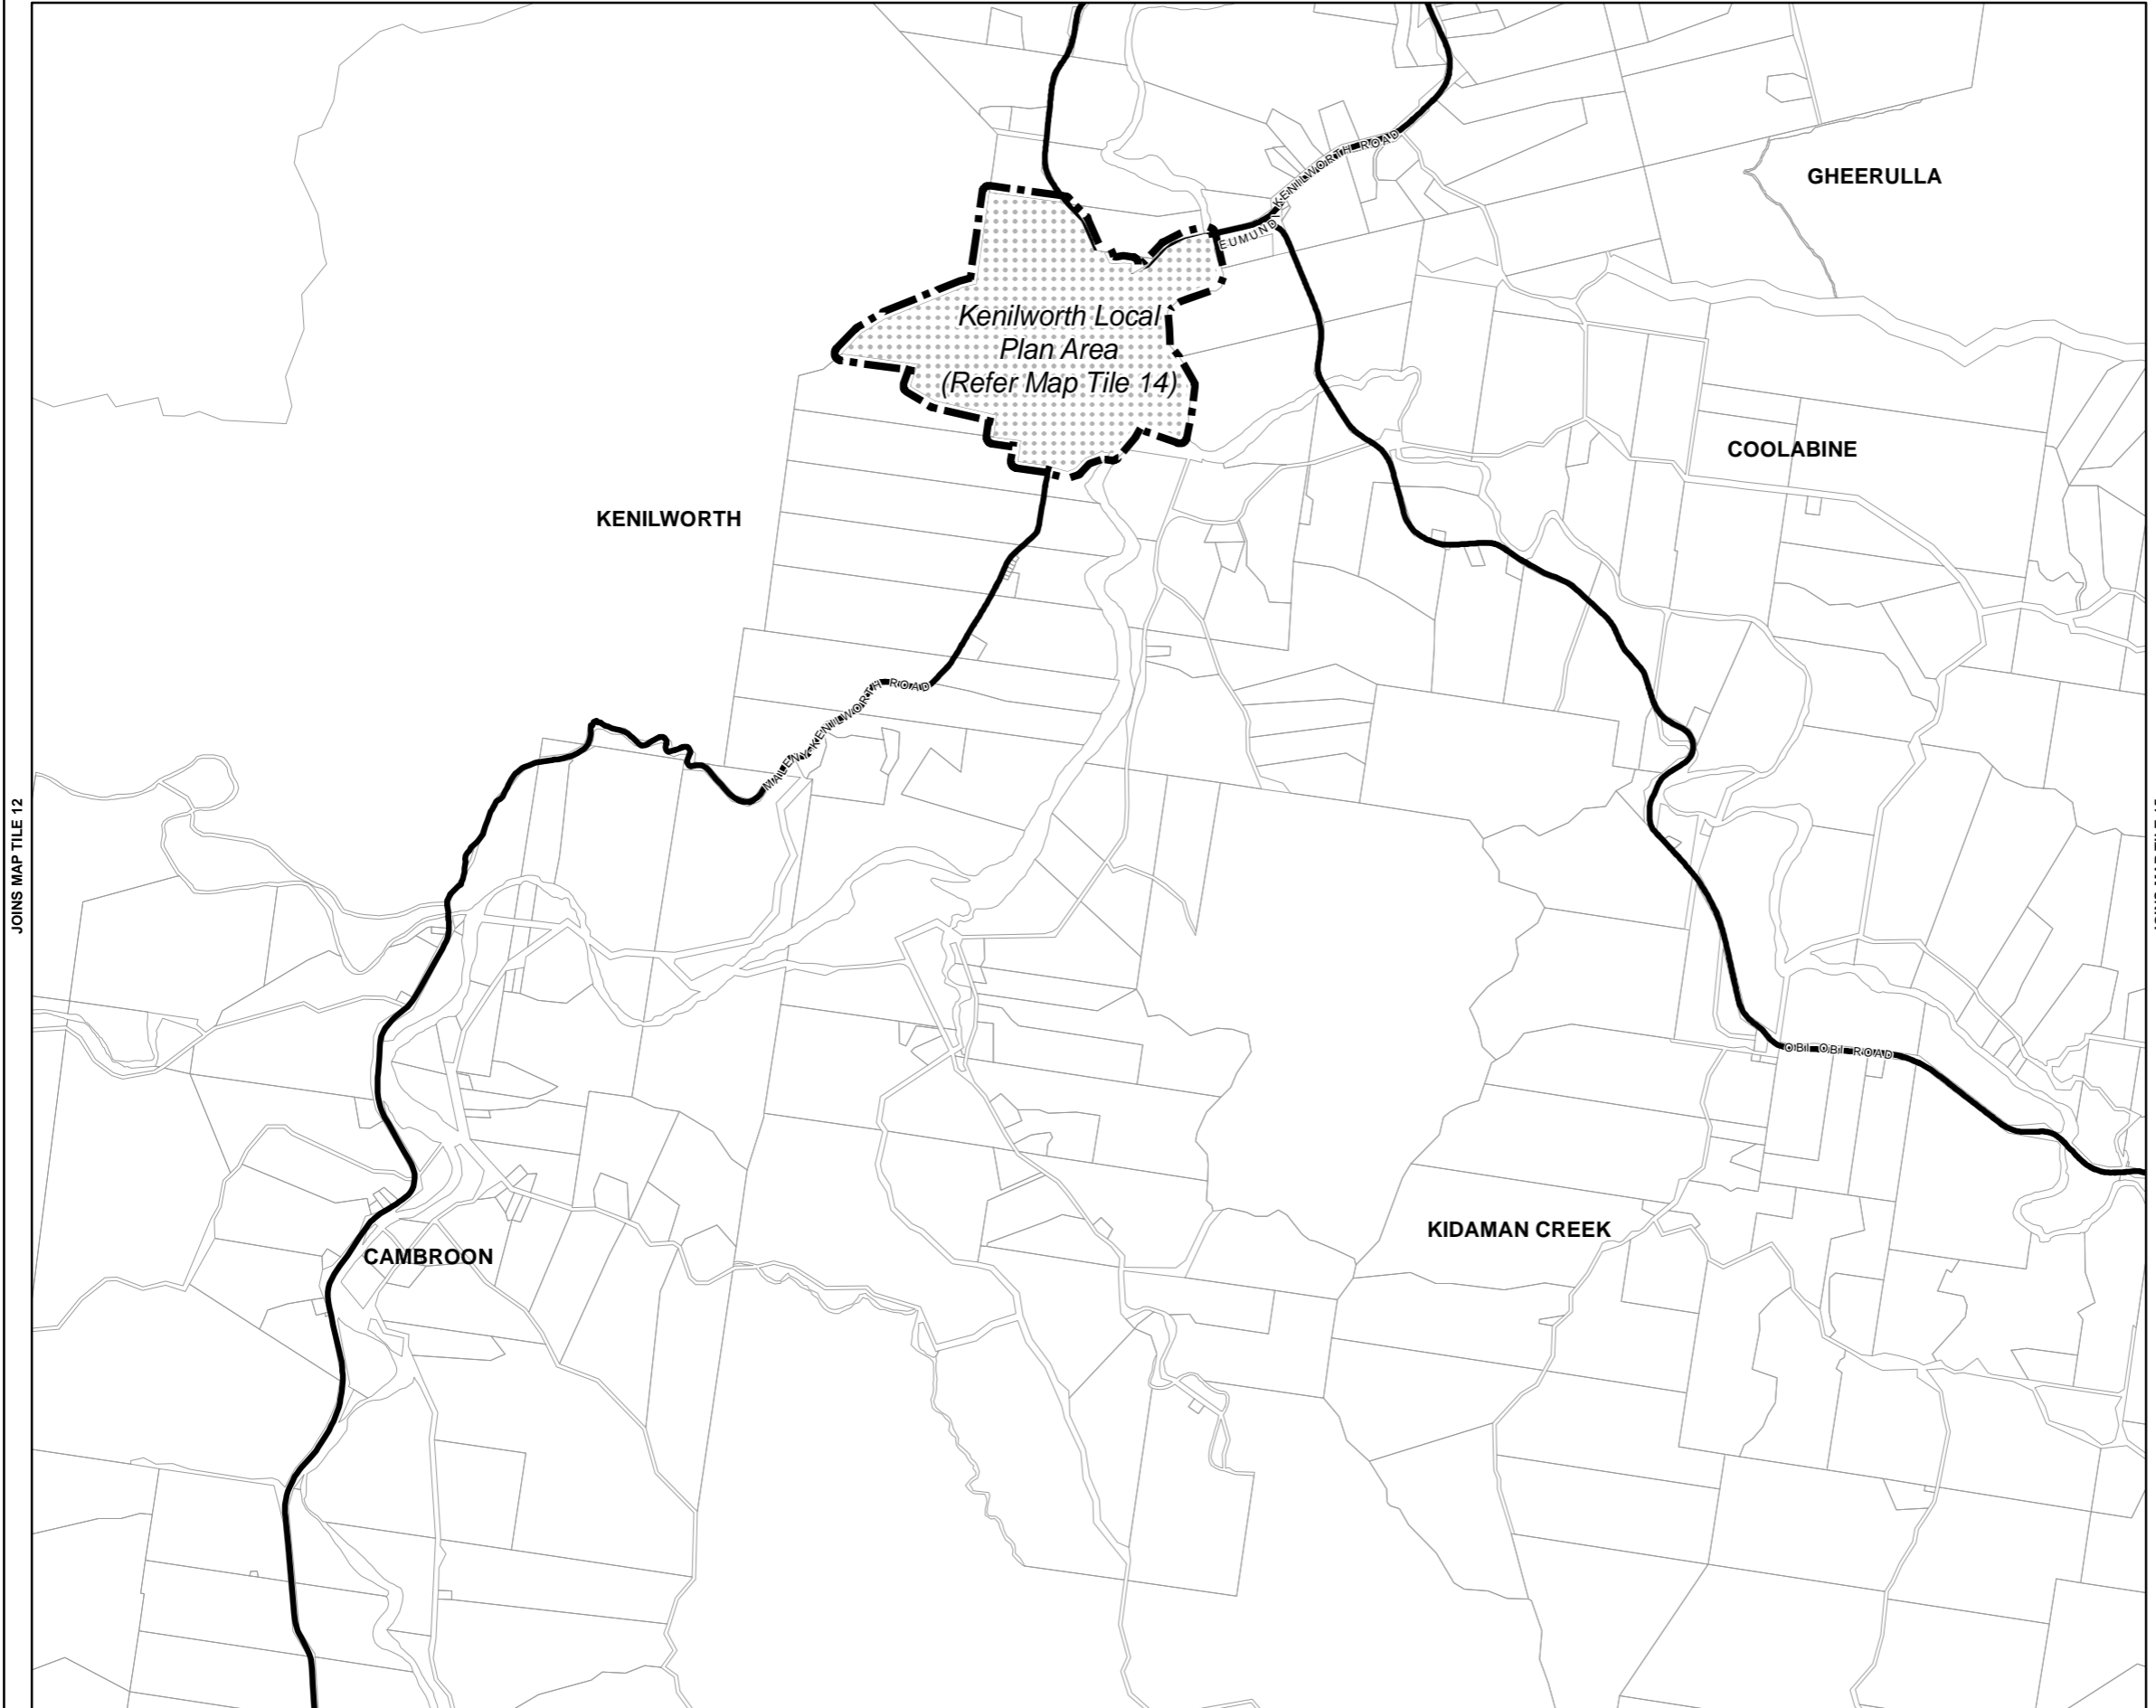 KENILWORTH ROAD
GHEERULLA
EUMUNDI
Kenilworth Local
Plan Area
(Refer Map Tile 14)
COOLABINE
KENILWORTH
MALENY-KENILWORTH ROAD
JOINS MAP TILE 12
OBI OBI ROAD
KIDAMAN CREEK
CAMBROON